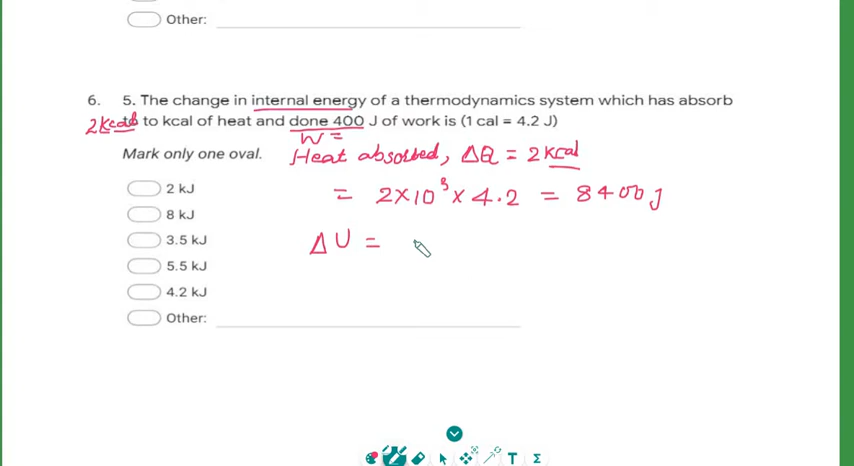 Other:
6. 5. The change in internal energy of a thermodynamics system which has absorb
2kcal to kcal of heat and done 400 J of work is (1 cal = 4.2 J)
W =
Mark only one oval. Heat absorbed, ΔQ = 2 kcal
2 kJ = 2×10³ × 4.2 = 8400J
8 kJ
3.5 kJ ΔU =
5.5 kJ
4.2 kJ
Other:
T Σ